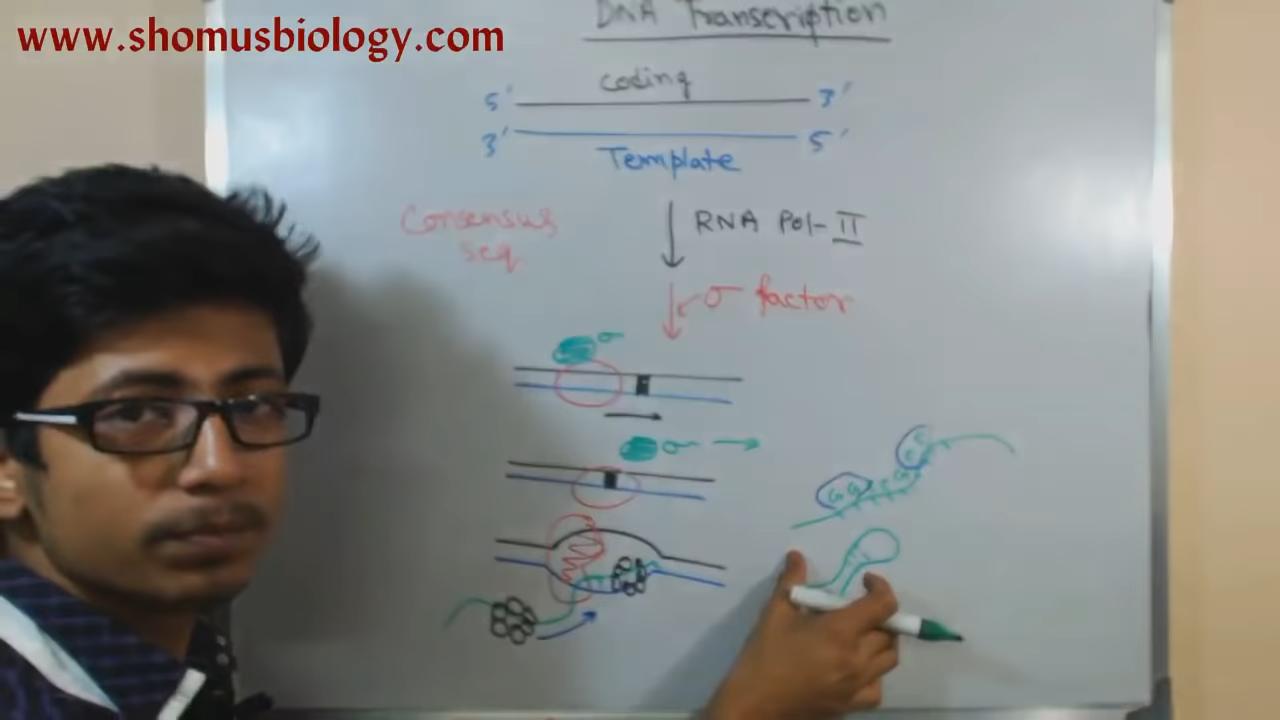 www.shomusbiology.com
DNA Transcription
coding
5' 3'
3' 5'
Template
Consensus
seq
RNA Pol-II
σ factor
σ
σ
G G
C C